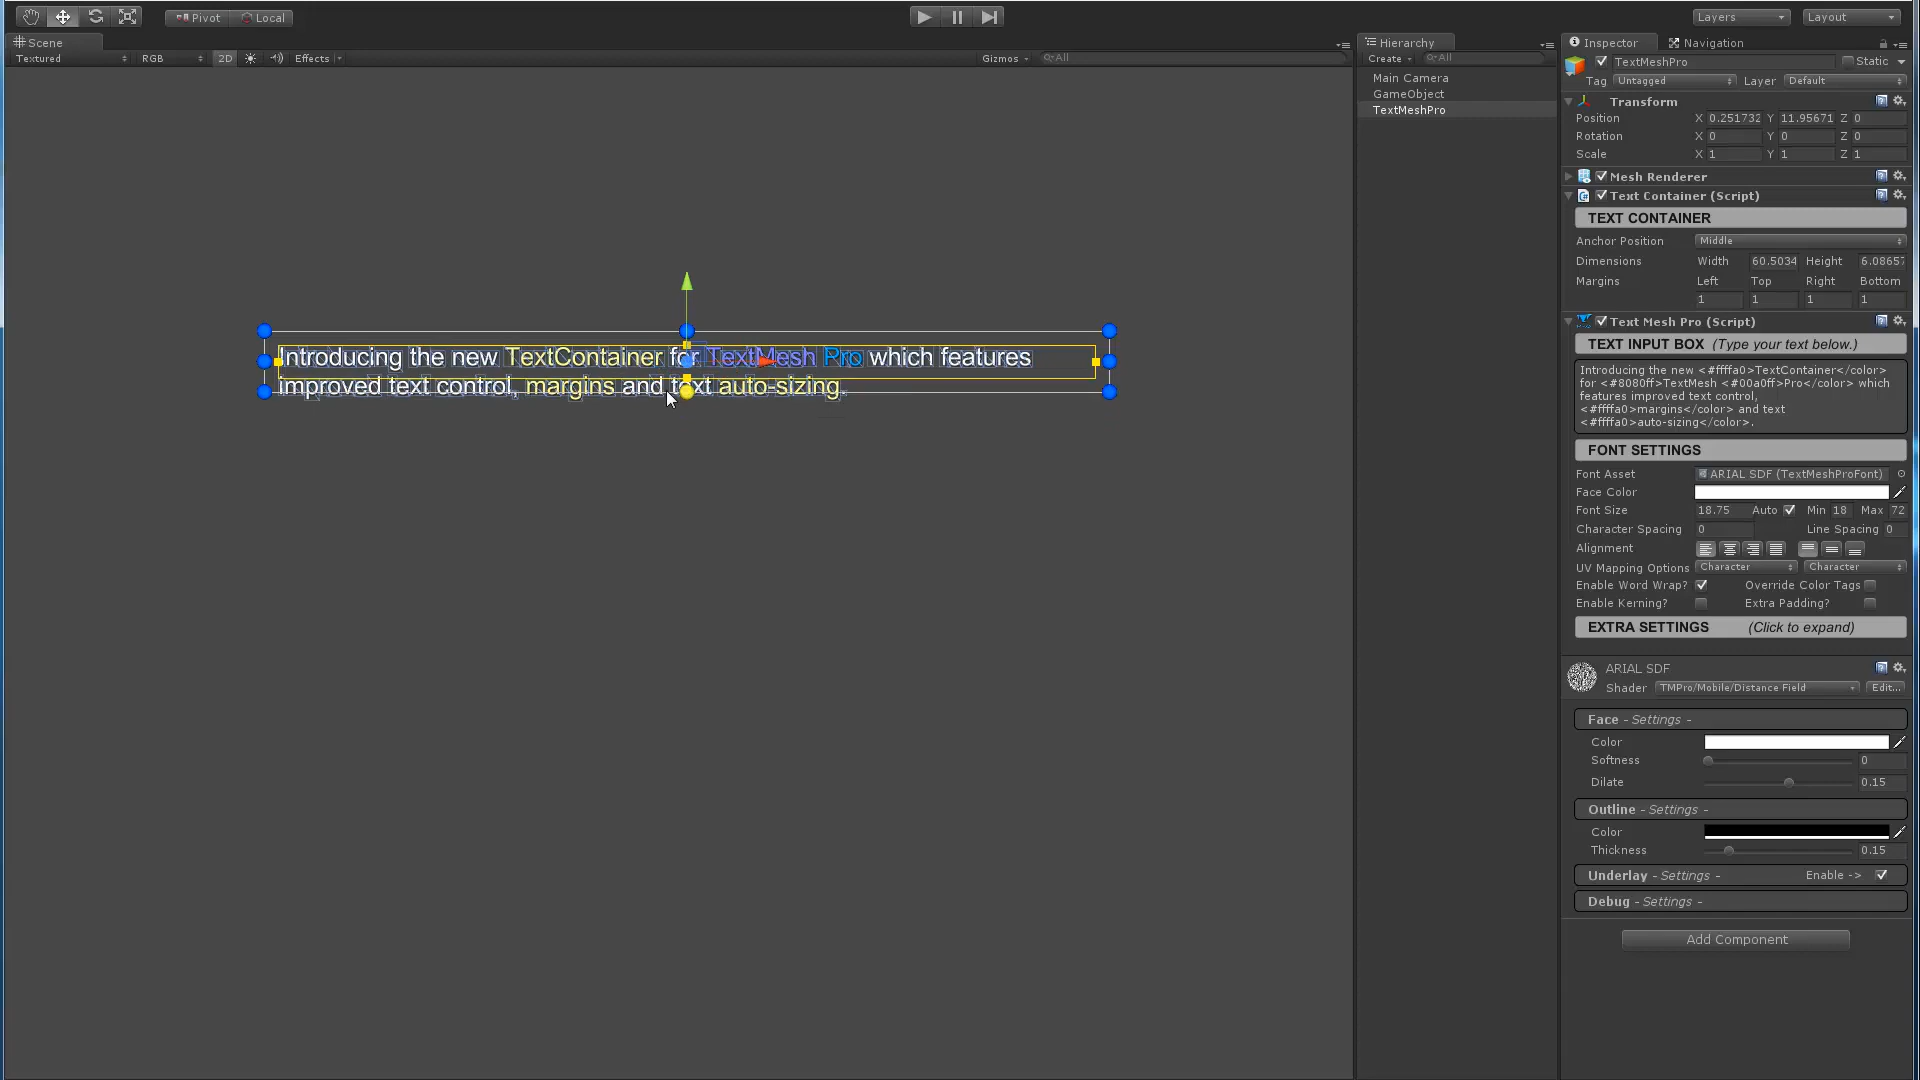 Pivot Local Layers Layout
Scene
Textured RGB 2D Effects Gizmos All
Hierarchy
Create All
Main Camera
GameObject
TextMeshPro
Introducing the new TextContainer for TextMesh Pro which features
improved text control, margins and text auto-sizing.
Inspector Navigation
TextMeshPro Static
Tag Untagged Layer Default
Transform
Position X 0.251732 Y 11.95671 Z 0
Rotation X 0 Y 0 Z 0
Scale X 1 Y 1 Z 1
Mesh Renderer
Text Container (Script)
TEXT CONTAINER
Anchor Position Middle
Dimensions Width 60.5034 Height 6.0865
Margins Left Top Right Bottom
1 1 1 1
Text Mesh Pro (Script)
TEXT INPUT BOX (Type your text below.)
Introducing the new <#ffffa0>TextContainer</color>
for <#8080ff>TextMesh <#00a0ff>Pro</color> which
features improved text control,
<#ffffa0>margins</color> and text
<#ffffa0>auto-sizing</color>.
FONT SETTINGS
Font Asset ARIAL SDF (TextMeshProFont)
Face Color
Font Size 18.75 Auto Min 18 Max 72
Character Spacing 0 Line Spacing 0
Alignment
UV Mapping Options Character Character
Enable Word Wrap? Override Color Tags
Enable Kerning? Extra Padding?
EXTRA SETTINGS (Click to expand)
ARIAL SDF
Shader TMPro/Mobile/Distance Field Edit...
Face - Settings -
Color
Softness 0
Dilate 0.15
Outline - Settings -
Color
Thickness 0.15
Underlay - Settings - Enable ->
Debug - Settings -
Add Component